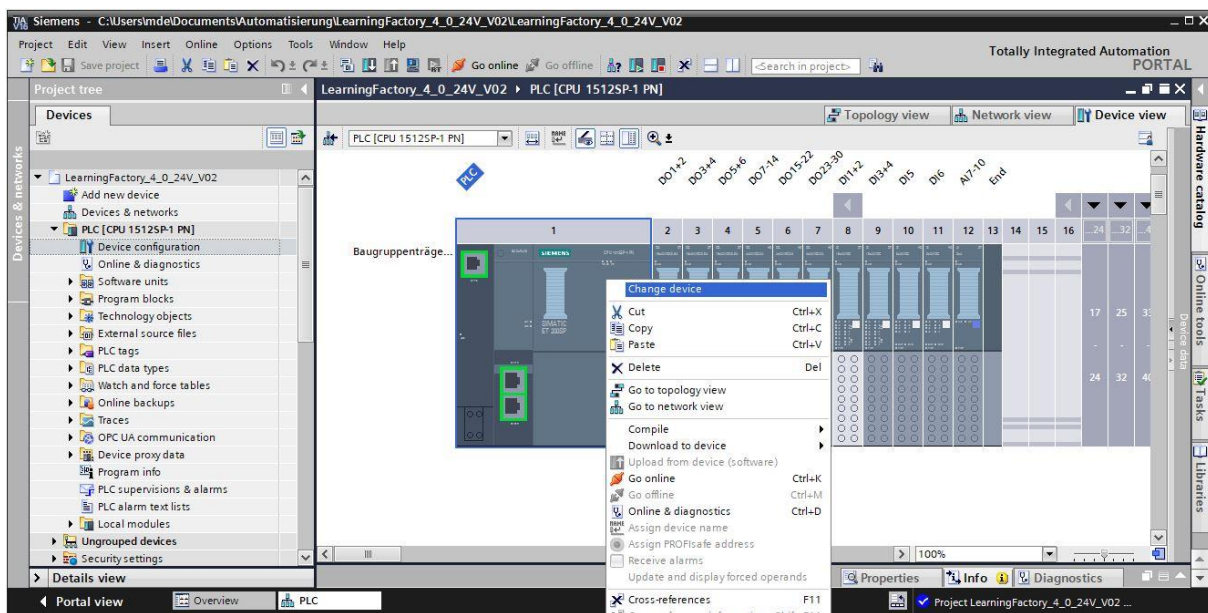 Siemens - C:\Users\mde\Documents\Automatisierung\LearningFactory_4_0_24V_V02\LearningFactory_4_0_24V_V02
Project Edit View Insert Online Options Tools Window Help
Totally Integrated Automation
PORTAL
Save project Go online Go offline <Search in project>
Project tree
LearningFactory_4_0_24V_V02 PLC [CPU 1512SP-1 PN]
Devices
Topology view Network view Device view
PLC [CPU 1512SP-1 PN]
Devices & networks
LearningFactory_4_0_24V_V02
Add new device
Devices & networks
PLC [CPU 1512SP-1 PN]
Device configuration
Online & diagnostics
Software units
Program blocks
Technology objects
External source files
PLC tags
PLC data types
Watch and force tables
Online backups
Traces
OPC UA communication
Device proxy data
Program info
PLC supervisions & alarms
PLC alarm text lists
Local modules
Ungrouped devices
Security settings
Details view
PLC
DO1+2 DO3+4 DO5+6 DO7-14 DO15-22 DO23-30 DI1+2 DI3+4 DI5 DI6 AI7-10 End
1 2 3 4 5 6 7 8 9 10 11 12 13 14 15 16 ...24 ...32
Baugruppenträge...
SIEMENS
SIMATIC
ET 200SP
17 25
- -
24 32
Change device
Cut Ctrl+X
Copy Ctrl+C
Paste Ctrl+V
Delete Del
Go to topology view
Go to network view
Compile
Download to device
Upload from device (software)
Go online Ctrl+K
Go offline Ctrl+M
Online & diagnostics Ctrl+D
Assign device name
Assign PROFIsafe address
Receive alarms
Update and display forced operands
Cross-references F11
100%
Properties Info Diagnostics
Device data
Hardware catalog
Online tools
Tasks
Libraries
Portal view Overview PLC
Project LearningFactory_4_0_24V_V02 ...